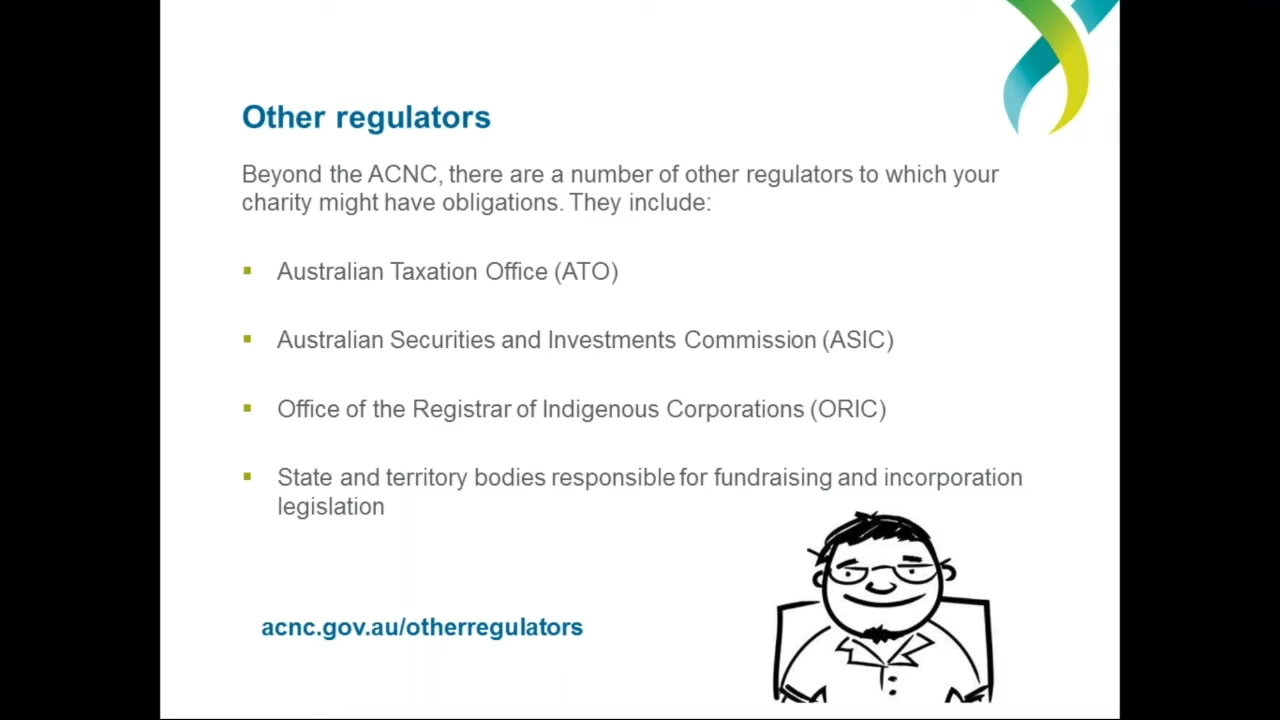 Other regulators
Beyond the ACNC, there are a number of other regulators to which your
charity might have obligations. They include:
▪ Australian Taxation Office (ATO)
▪ Australian Securities and Investments Commission (ASIC)
▪ Office of the Registrar of Indigenous Corporations (ORIC)
▪ State and territory bodies responsible for fundraising and incorporation
legislation
acnc.gov.au/otherregulators